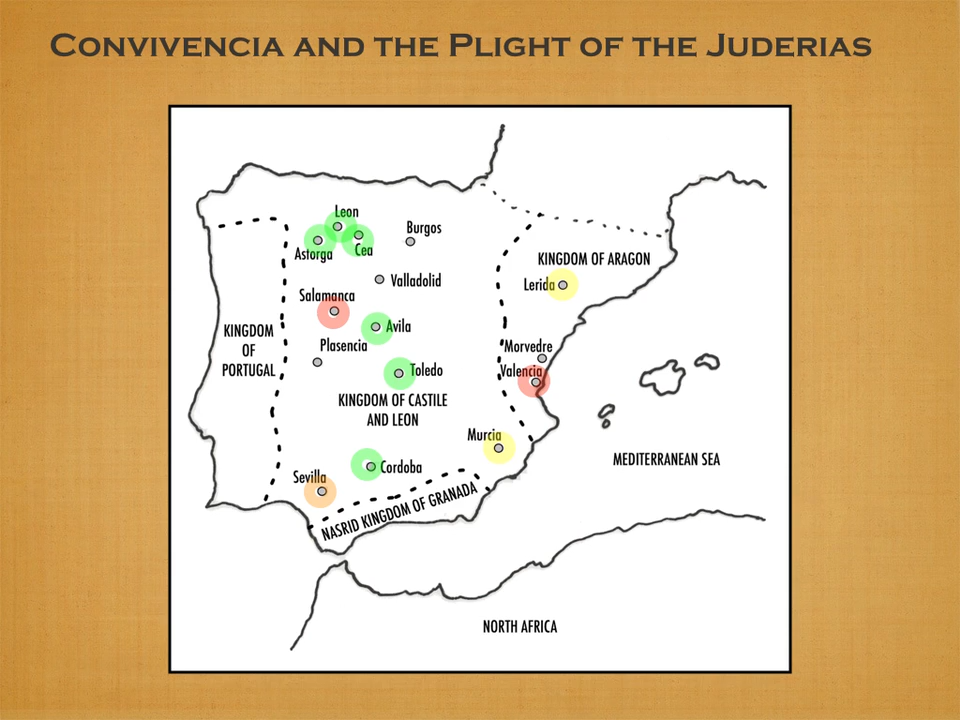 Convivencia and the Plight of the Juderias
Leon
Burgos
Astorga
Cea
KINGDOM OF ARAGON
Valladolid
Lerida
Salamanca
Avila
KINGDOM
OF
PORTUGAL
Plasencia
Morvedre
Toledo
Valencia
KINGDOM OF CASTILE
AND LEON
Murcia
MEDITERRANEAN SEA
Cordoba
Sevilla
NASRID KINGDOM OF GRANADA
NORTH AFRICA